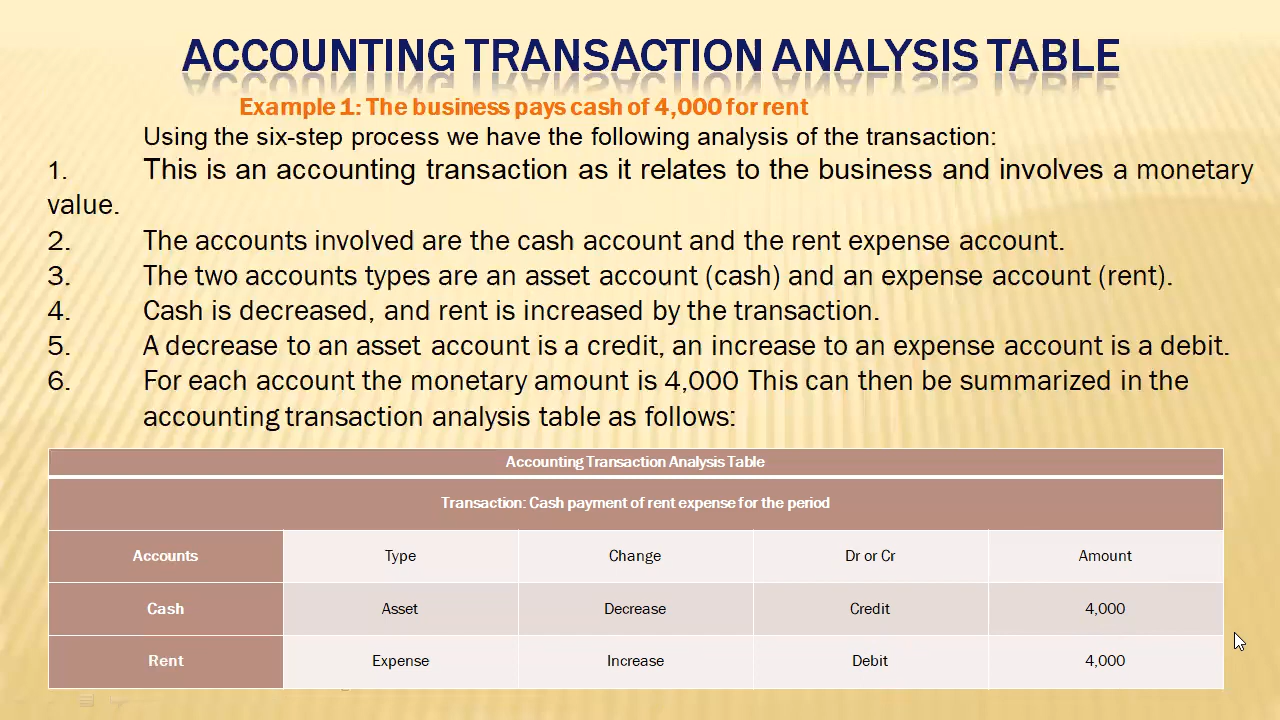 ACCOUNTING TRANSACTION ANALYSIS TABLE
Example 1: The business pays cash of 4,000 for rent
Using the six-step process we have the following analysis of the transaction:
1. This is an accounting transaction as it relates to the business and involves a monetary
value.
2. The accounts involved are the cash account and the rent expense account.
3. The two accounts types are an asset account (cash) and an expense account (rent).
4. Cash is decreased, and rent is increased by the transaction.
5. A decrease to an asset account is a credit, an increase to an expense account is a debit.
6. For each account the monetary amount is 4,000 This can then be summarized in the
accounting transaction analysis table as follows:
Accounting Transaction Analysis Table
Transaction: Cash payment of rent expense for the period
Accounts Type Change Dr or Cr Amount
Cash Asset Decrease Credit 4,000
Rent Expense Increase Debit 4,000